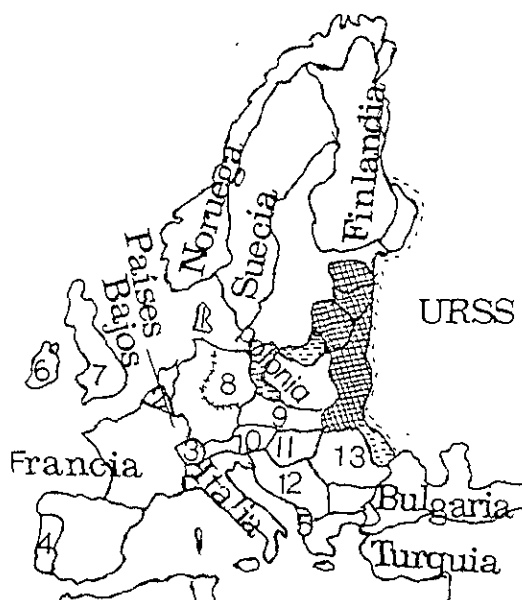 Noruega
Suecia
Finlandia
Países
Bajos
URSS
Polonia
6
7
8
9
3
10
11
13
Francia
Italia
12
Bulgaria
4
Turquia